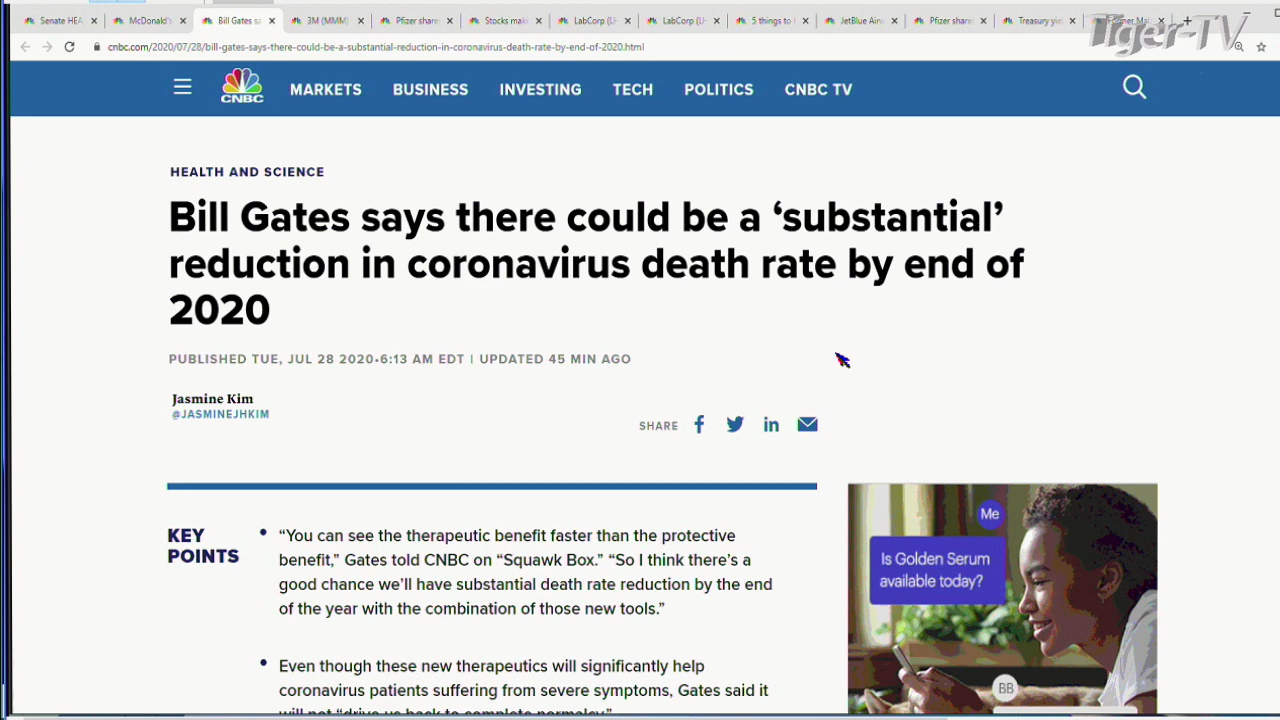 Senate HEA
McDonald's
Bill Gates sa
3M (MMM)
Pfizer share
Stocks maki
LabCorp (LH
LabCorp (LH
5 things to
JetBlue Airw
Pfizer share
Treasury yie
Former Mal
Tiger-TV
cnbc.com/2020/07/28/bill-gates-says-there-could-be-a-substantial-reduction-in-coronavirus-death-rate-by-end-of-2020.html
CNBC
MARKETS
BUSINESS
INVESTING
TECH
POLITICS
CNBC TV
HEALTH AND SCIENCE
Bill Gates says there could be a ‘substantial’
reduction in coronavirus death rate by end of
2020
PUBLISHED TUE, JUL 28 2020•6:13 AM EDT | UPDATED 45 MIN AGO
Jasmine Kim
@JASMINEJHKIM
SHARE
KEY
POINTS
• “You can see the therapeutic benefit faster than the protective
benefit,” Gates told CNBC on “Squawk Box.” “So I think there’s a
good chance we’ll have substantial death rate reduction by the end
of the year with the combination of those new tools.”
• Even though these new therapeutics will significantly help
coronavirus patients suffering from severe symptoms, Gates said it
will not “drive us back to complete normalcy.”
Me
Is Golden Serum
available today?
BB